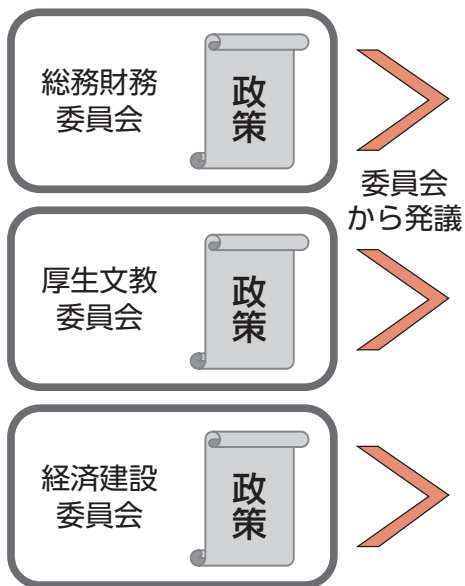 総務財務
委員会
政策
委員会
から発議
厚生文教
委員会
政策
経済建設
委員会
政策